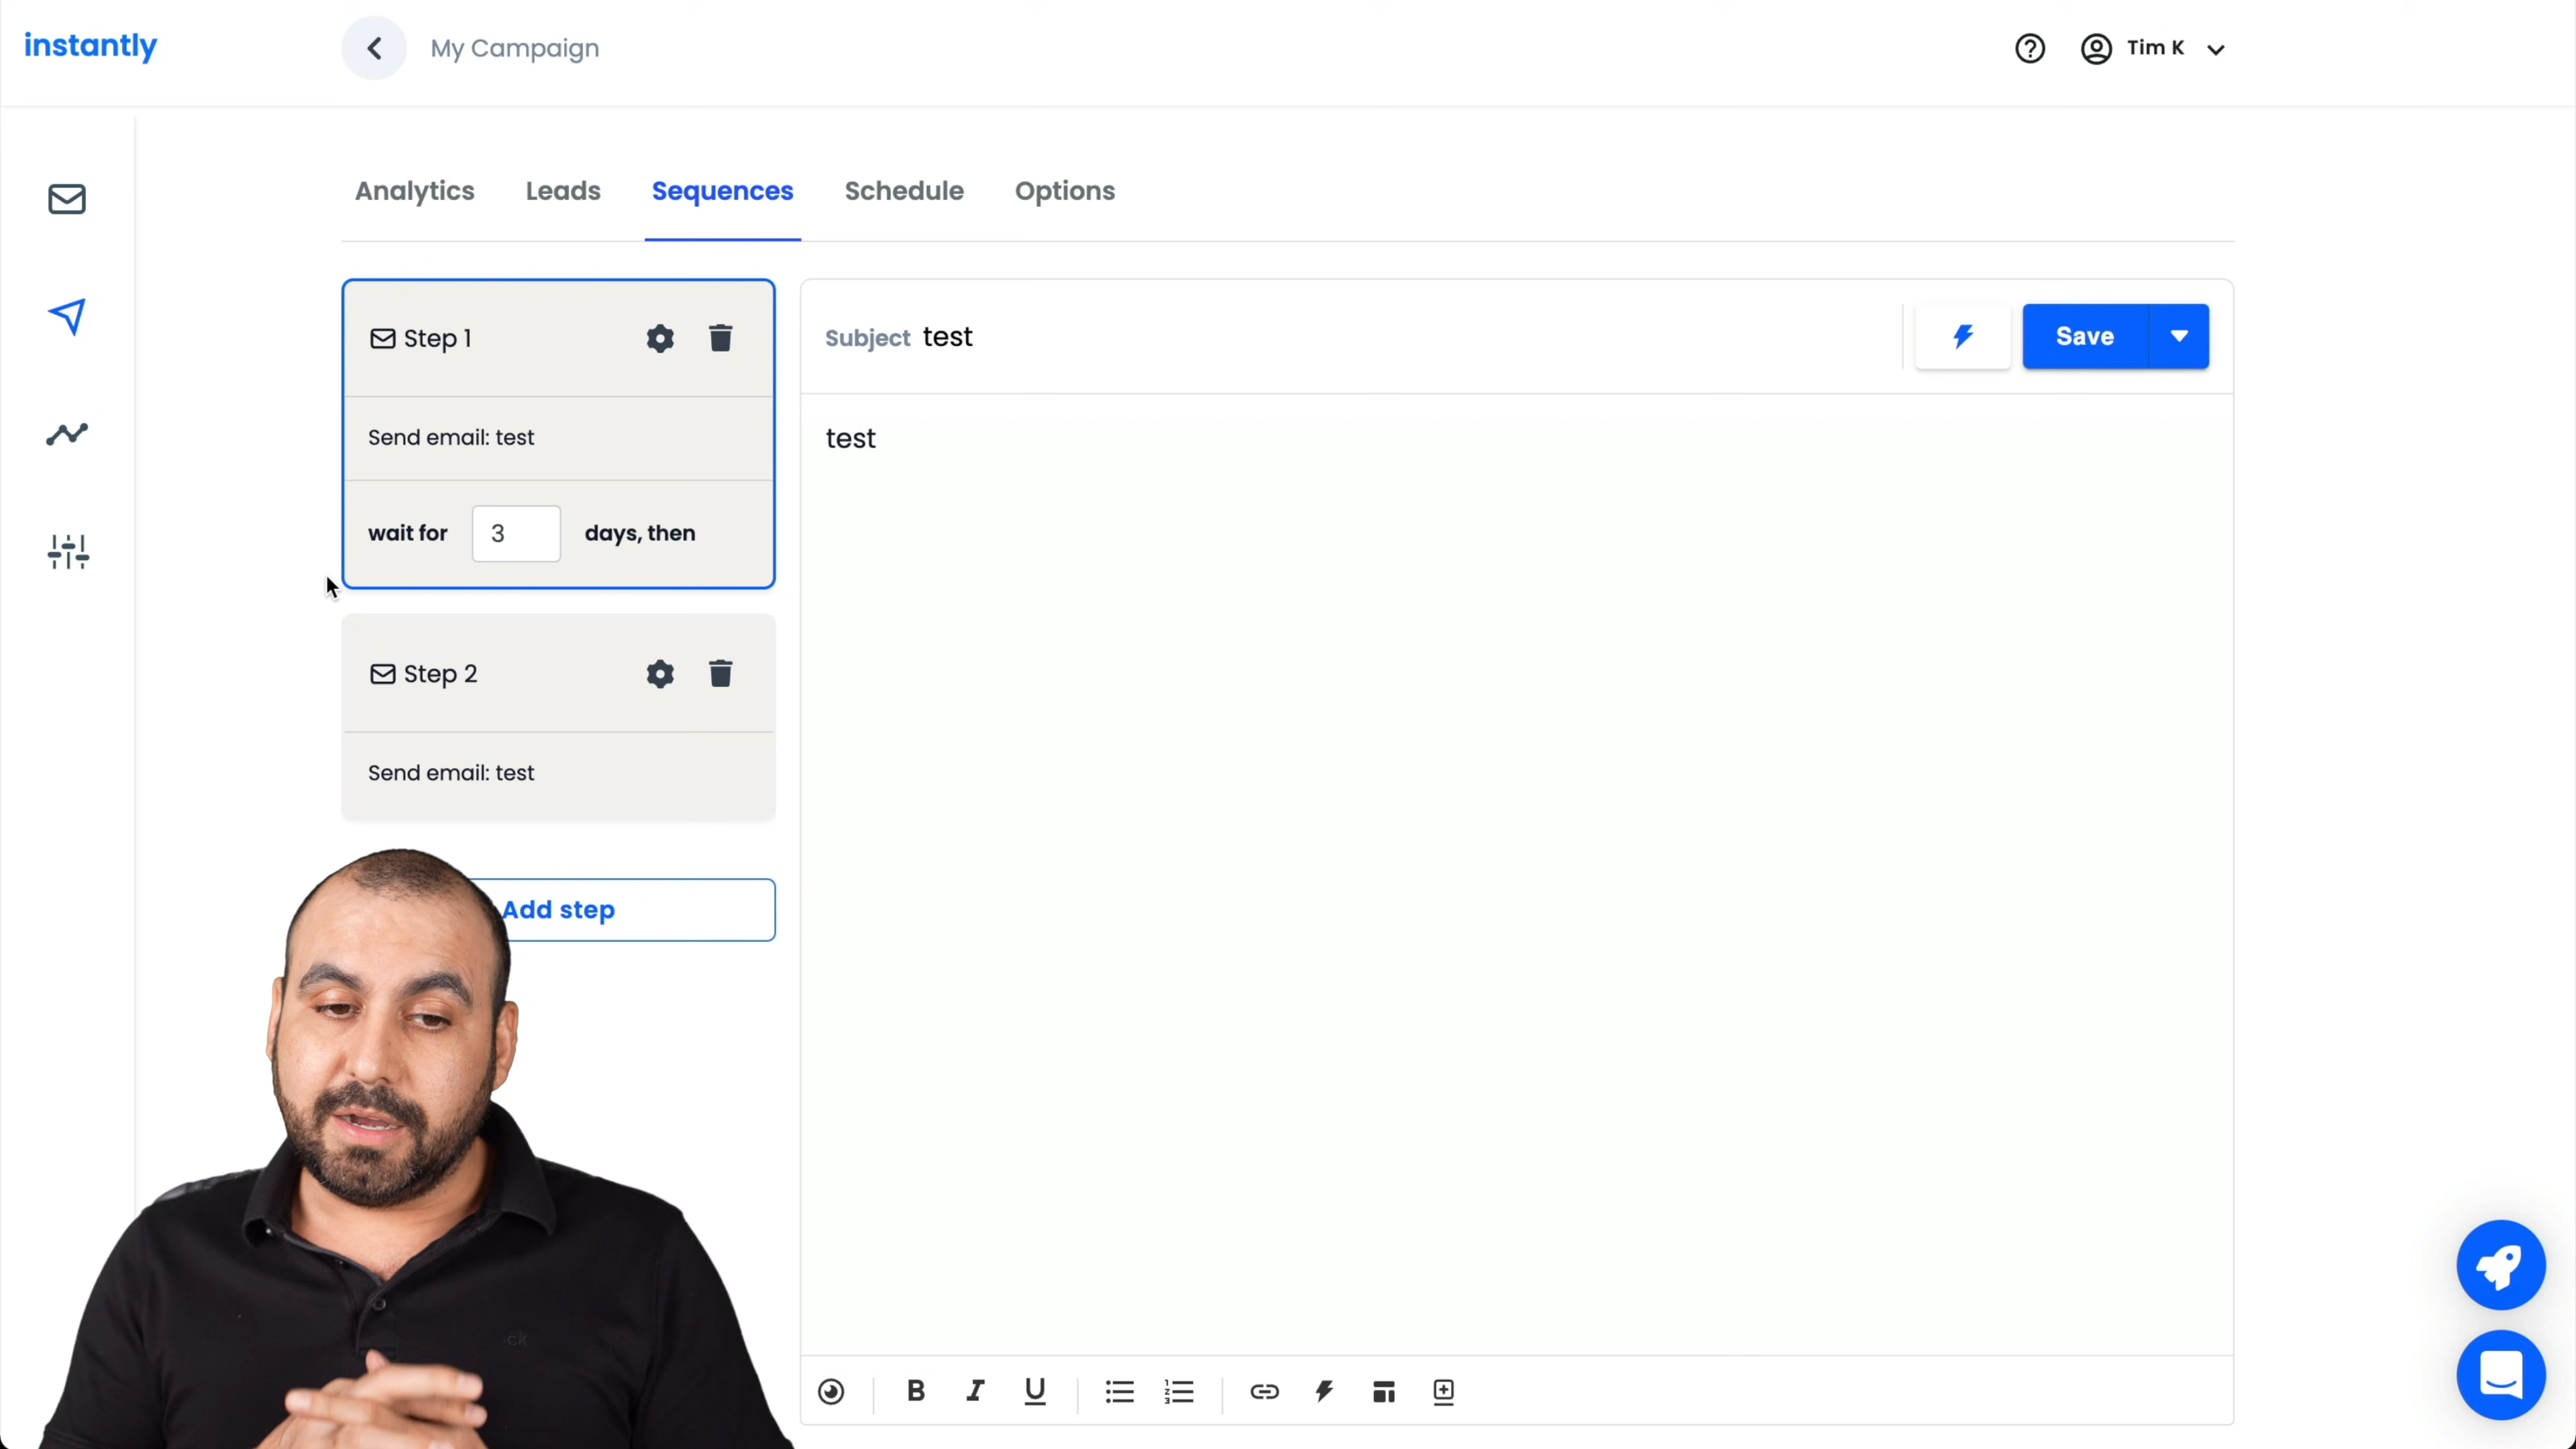 instantly
My Campaign
Tim K
Analytics
Leads
Sequences
Schedule
Options
Step 1
Send email: test
wait for 3 days, then
Step 2
Send email: test
Add step
Subject test
Save
test
B I U
ck